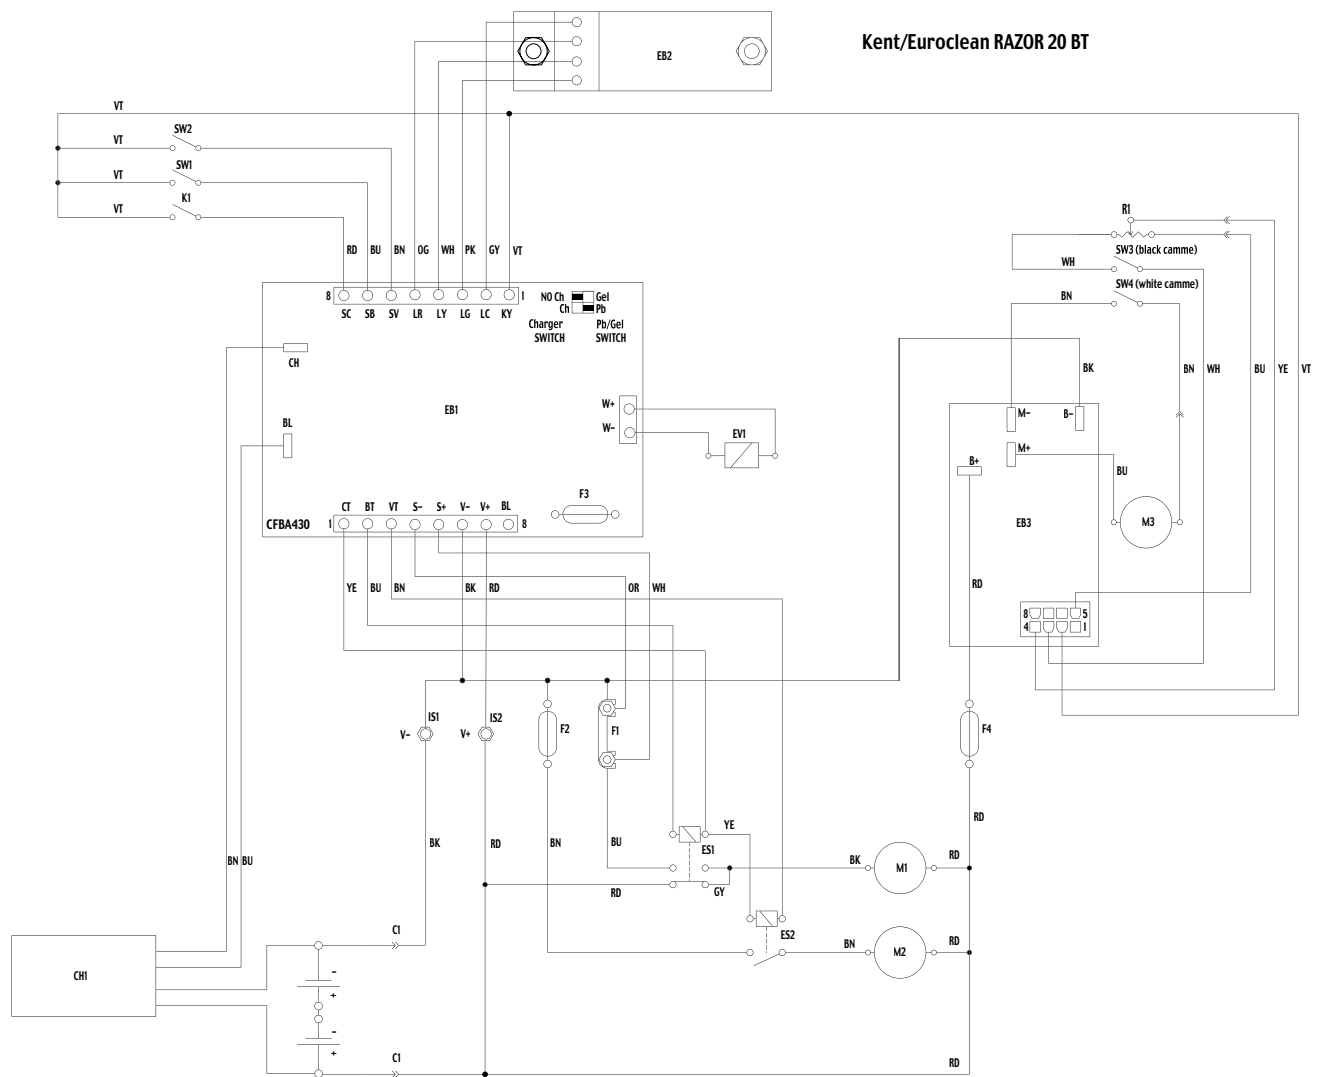 EB2
Kent/Euroclean RAZOR 20 BT
VT
SW2
VT
SW1
VT
K1
VT
RD BU BN OG WH PK GY VT
R1
SW3 (black camme)
WH
SW4 (white camme)
BN
8 1
SC SB SV LR LY LG LC KY
NO Ch Gel
Ch Pb
Charger SWITCH
Pb/Gel SWITCH
CH
BL
EB1
W+
W-
EV1
BK
BN WH BU YE VT
M- B-
M+
B+
BU
M3
EB3
F3
CT BT VT S- S+ V- V+ BL
CFBA430 1 8
YE BU BN BK RD OR WH
RD
8 5
4 1
IS1
V-
IS2
V+
F2
F1
F4
BK
RD
BN
BU
YE
RD
ES1
BN BU
RD
GY
BK
M1
RD
ES2
BN
M2
RD
C1
CH1
-
+
-
+
C1
RD